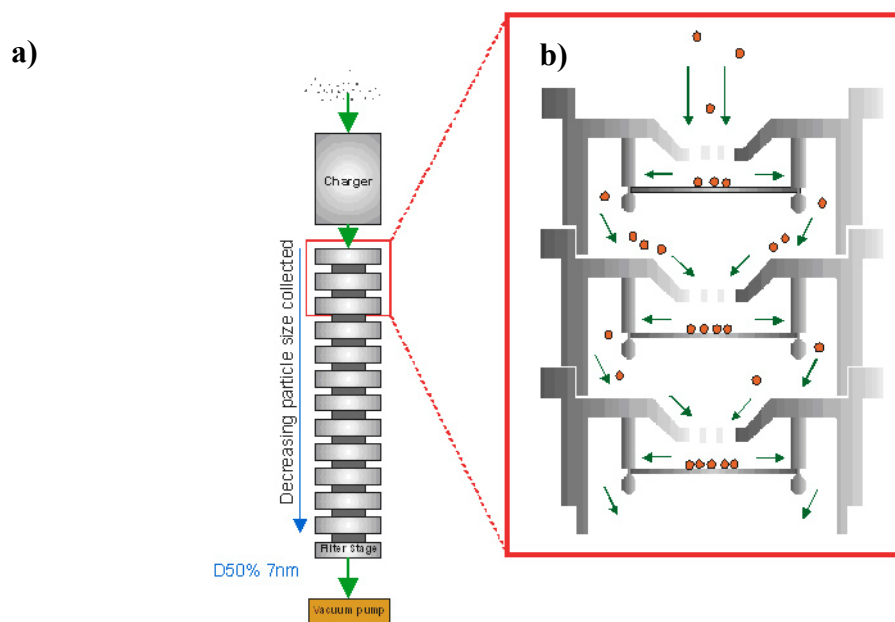 a)
b)
Charger
Decreasing particle size collected
Filter Stage
D50% 7nm
Vacuum pump